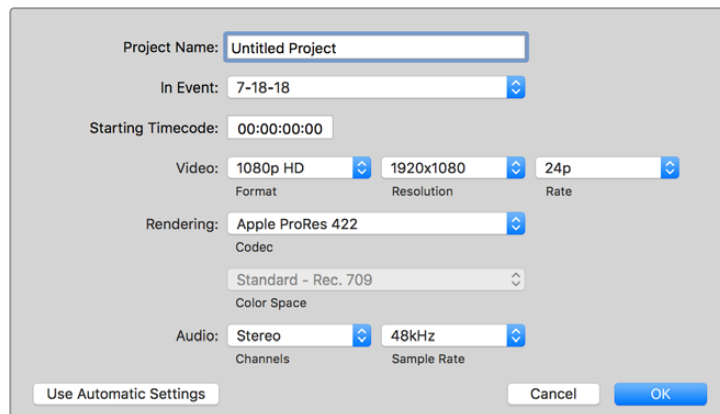 Project Name: Untitled Project
In Event: 7-18-18
Starting Timecode: 00:00:00:00
Video: 1080p HD 1920x1080 24p
Format Resolution Rate
Rendering: Apple ProRes 422
Codec
Standard - Rec. 709
Color Space
Audio: Stereo 48kHz
Channels Sample Rate
Use Automatic Settings Cancel OK